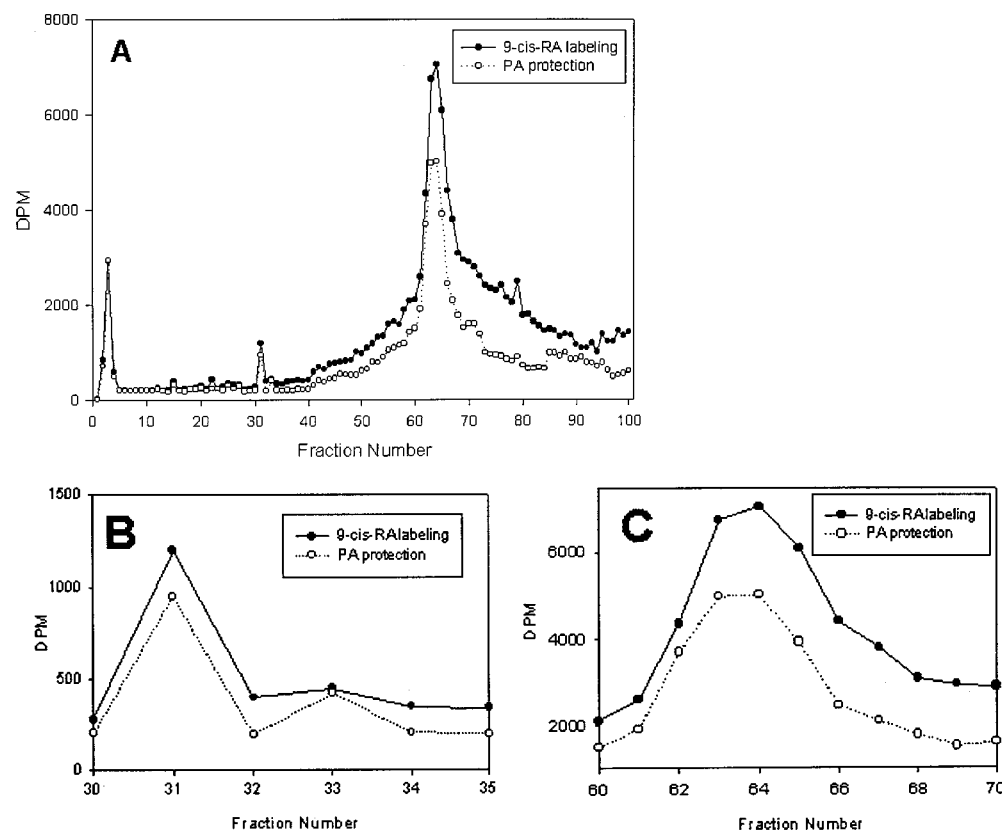 A
8000
6000
4000
2000
0
DPM
9-cis-RA labeling
PA protection
0 10 20 30 40 50 60 70 80 90 100
Fraction Number
B
1500
1000
500
0
DPM
9-cis-RAlabeling
PA protection
30 31 32 33 34 35
Fraction Number
C
6000
4000
2000
DPM
9-cis-RAlabeling
PA protection
60 62 64 66 68 70
Fraction Number